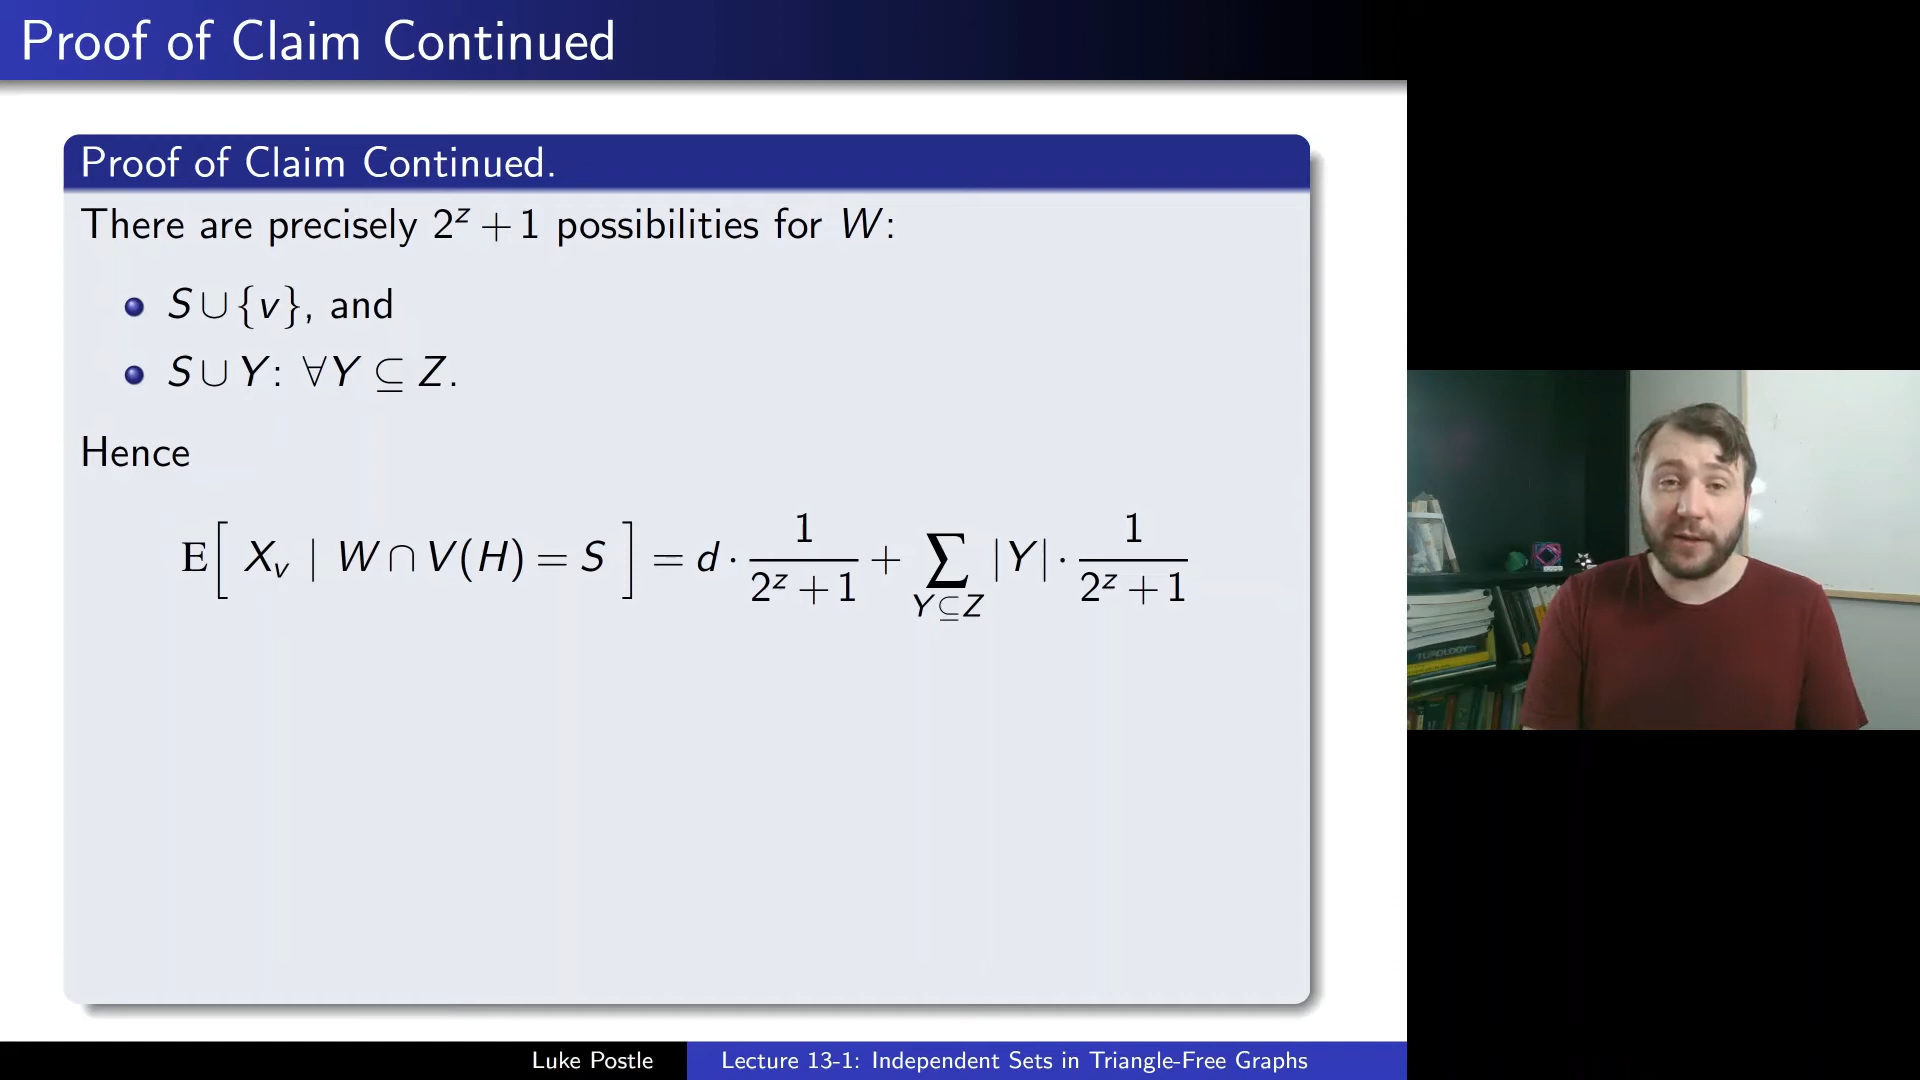 Proof of Claim Continued
Proof of Claim Continued.
There are precisely 2^z + 1 possibilities for W:
S ∪ {v}, and
S ∪ Y: ∀Y ⊆ Z.
Hence
E[ X_v | W ∩ V(H) = S ] = d · 1/(2^z + 1) + ∑_{Y⊆Z} |Y| · 1/(2^z + 1)
Luke Postle
Lecture 13-1: Independent Sets in Triangle-Free Graphs